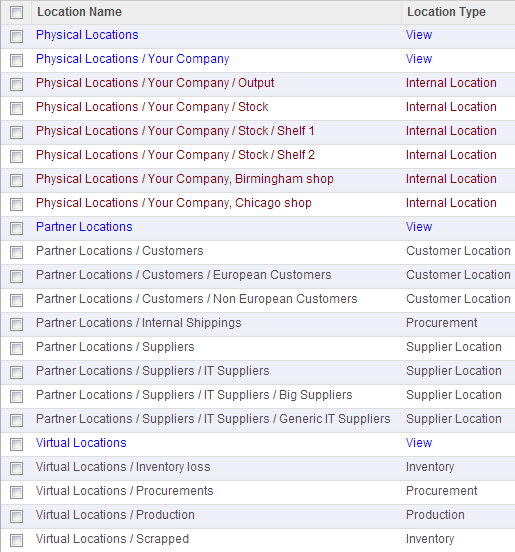 Location Name Location Type
Physical Locations View
Physical Locations / Your Company View
Physical Locations / Your Company / Output Internal Location
Physical Locations / Your Company / Stock Internal Location
Physical Locations / Your Company / Stock / Shelf 1 Internal Location
Physical Locations / Your Company / Stock / Shelf 2 Internal Location
Physical Locations / Your Company, Birmingham shop Internal Location
Physical Locations / Your Company, Chicago shop Internal Location
Partner Locations View
Partner Locations / Customers Customer Location
Partner Locations / Customers / European Customers Customer Location
Partner Locations / Customers / Non European Customers Customer Location
Partner Locations / Internal Shippings Procurement
Partner Locations / Suppliers Supplier Location
Partner Locations / Suppliers / IT Suppliers Supplier Location
Partner Locations / Suppliers / IT Suppliers / Big Suppliers Supplier Location
Partner Locations / Suppliers / IT Suppliers / Generic IT Suppliers Supplier Location
Virtual Locations View
Virtual Locations / Inventory loss Inventory
Virtual Locations / Procurements Procurement
Virtual Locations / Production Production
Virtual Locations / Scrapped Inventory